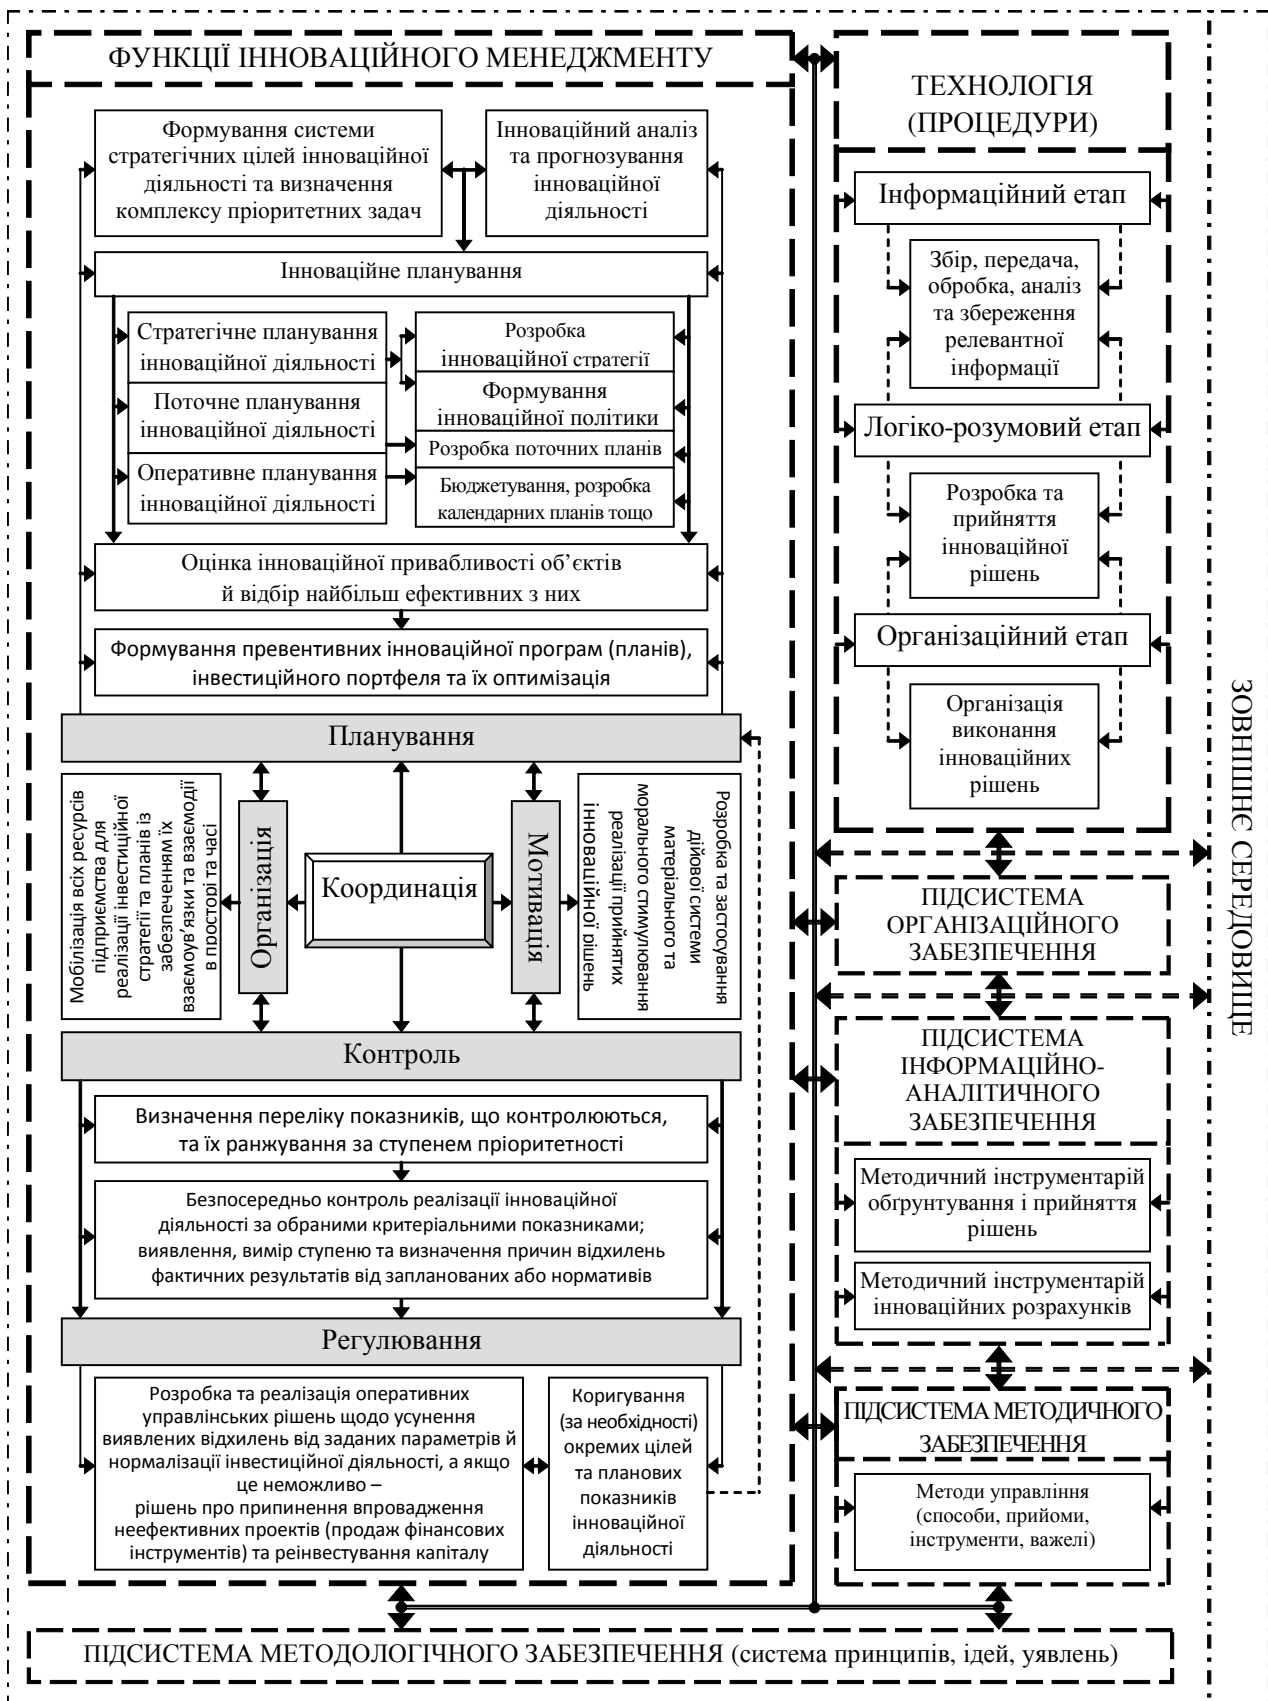 ФУНКЦІЇ ІННОВАЦІЙНОГО МЕНЕДЖМЕНТУ
Формування системи
стратегічних цілей інноваційної
діяльності та визначення
комплексу пріоритетних задач
Інноваційний аналіз
та прогнозування
інноваційної
діяльності
Інноваційне планування
Стратегічне планування
інноваційної діяльності
Поточне планування
інноваційної діяльності
Оперативне планування
інноваційної діяльності
Розробка
інноваційної стратегії
Формування
інноваційної політики
Розробка поточних планів
Бюджетування, розробка
календарних планів тощо
Оцінка інноваційної привабливості об’єктів
й відбір найбільш ефективних з них
Формування превентивних інноваційної програм (планів),
інвестиційного портфеля та їх оптимізація
Планування
Мобілізація всіх ресурсів
підприємства для
реалізації інвестиційної
стратегії та планів із
забезпеченням їх
взаємоув’язки та взаємодії
в просторі та часі
Організація
Координація
Мотивація
Розробка та застосування
дійової системи
матеріального та
морального стимулювання
реалізації прийнятих
інноваційної рішень
Контроль
Визначення переліку показників, що контролюються,
та їх ранжування за ступенем пріоритетності
Безпосередньо контроль реалізації інноваційної
діяльності за обраними критеріальними показниками;
виявлення, вимір ступеню та визначення причин відхилень
фактичних результатів від запланованих або нормативів
Регулювання
Розробка та реалізація оперативних
управлінських рішень щодо усунення
виявлених відхилень від заданих параметрів й
нормалізації інвестиційної діяльності, а якщо
це неможливо –
рішень про припинення впровадження
неефективних проектів (продаж фінансових
інструментів) та реінвестування капіталу
Коригування
(за необхідності)
окремих цілей
та планових
показників
інноваційної
діяльності
ТЕХНОЛОГІЯ
(ПРОЦЕДУРИ)
Інформаційний етап
Збір, передача,
обробка, аналіз
та збереження
релевантної
інформації
Логіко-розумовий етап
Розробка та
прийняття
інноваційної
рішень
Організаційний етап
Організація
виконання
інноваційних
рішень
ПІДСИСТЕМА
ОРГАНІЗАЦІЙНОГО
ЗАБЕЗПЕЧЕННЯ
ПІДСИСТЕМА
ІНФОРМАЦІЙНО-
АНАЛІТИЧНОГО
ЗАБЕЗПЕЧЕННЯ
Методичний інструментарій
обґрунтування і прийняття
рішень
Методичний інструментарій
інноваційних розрахунків
ПІДСИСТЕМА МЕТОДИЧНОГО
ЗАБЕЗПЕЧЕННЯ
Методи управління
(способи, прийоми,
інструменти, важелі)
ЗОВНІШНЄ СЕРЕДОВИЩЕ
ПІДСИСТЕМА МЕТОДОЛОГІЧНОГО ЗАБЕЗПЕЧЕННЯ (система принципів, ідей, уявлень)